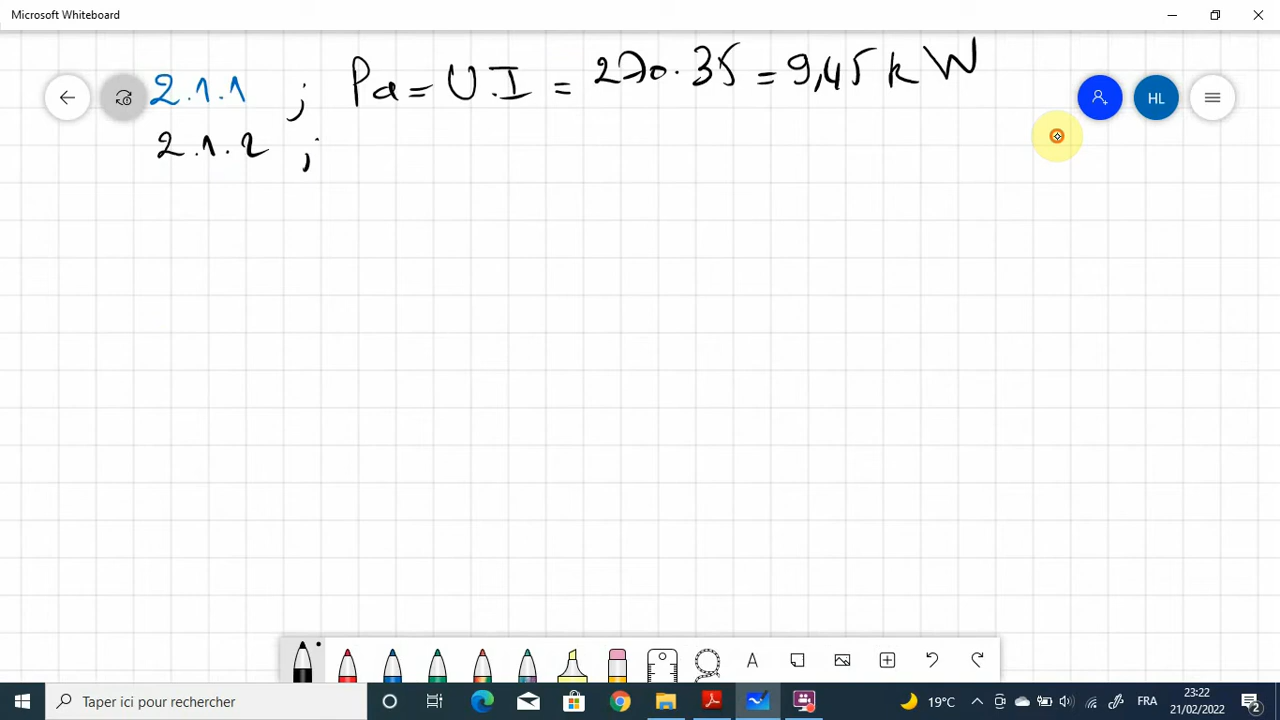 Microsoft Whiteboard
2.1.1 ; Pa = U.I = 270.35 = 9,45 kW
2.1.2 ;
HL
A
Taper ici pour rechercher
19°C
FRA
23:22
21/02/2022
2